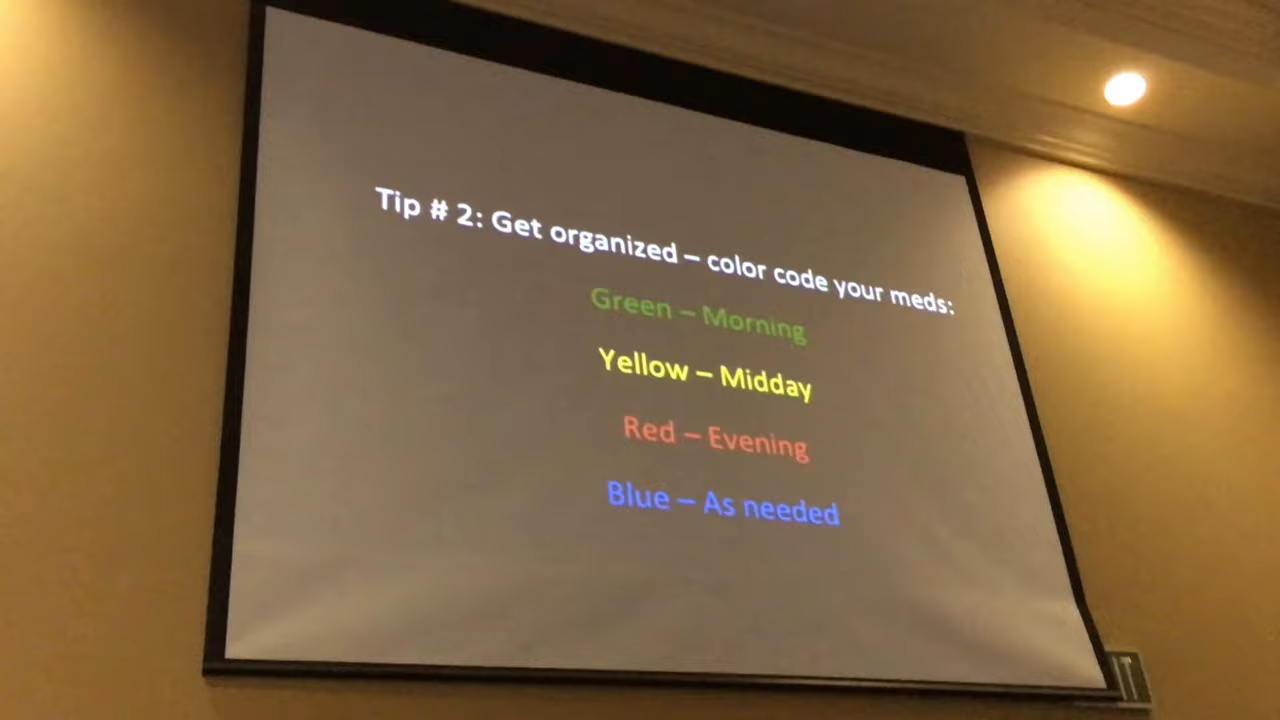 Tip # 2: Get organized – color code your meds:
Green – Morning
Yellow – Midday
Red – Evening
Blue – As needed